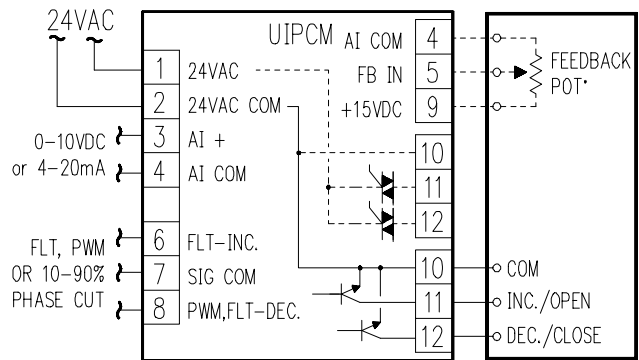 24VAC
UIPCM
AI COM 4
FB IN 5
+15VDC 9
FEEDBACK
POT*
1 24VAC
2 24VAC COM
0-10VDC
or 4-20mA
3 AI +
4 AI COM
10
11
12
FLT, PWM
OR 10-90%
PHASE CUT
6 FLT-INC.
7 SIG COM
8 PWM,FLT-DEC.
10 COM
11 INC./OPEN
12 DEC./CLOSE